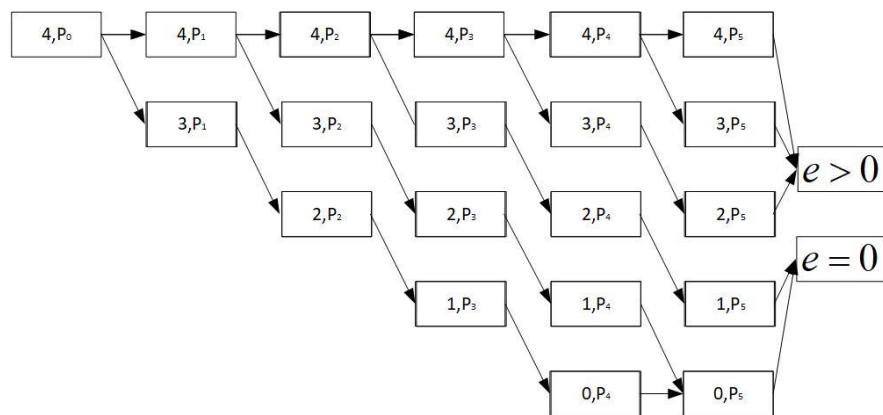 4,P₀ 4,P₁ 4,P₂ 4,P₃ 4,P₄ 4,P₅
3,P₁ 3,P₂ 3,P₃ 3,P₄ 3,P₅
e > 0
2,P₂ 2,P₃ 2,P₄ 2,P₅
e = 0
1,P₃ 1,P₄ 1,P₅
0,P₄ 0,P₅